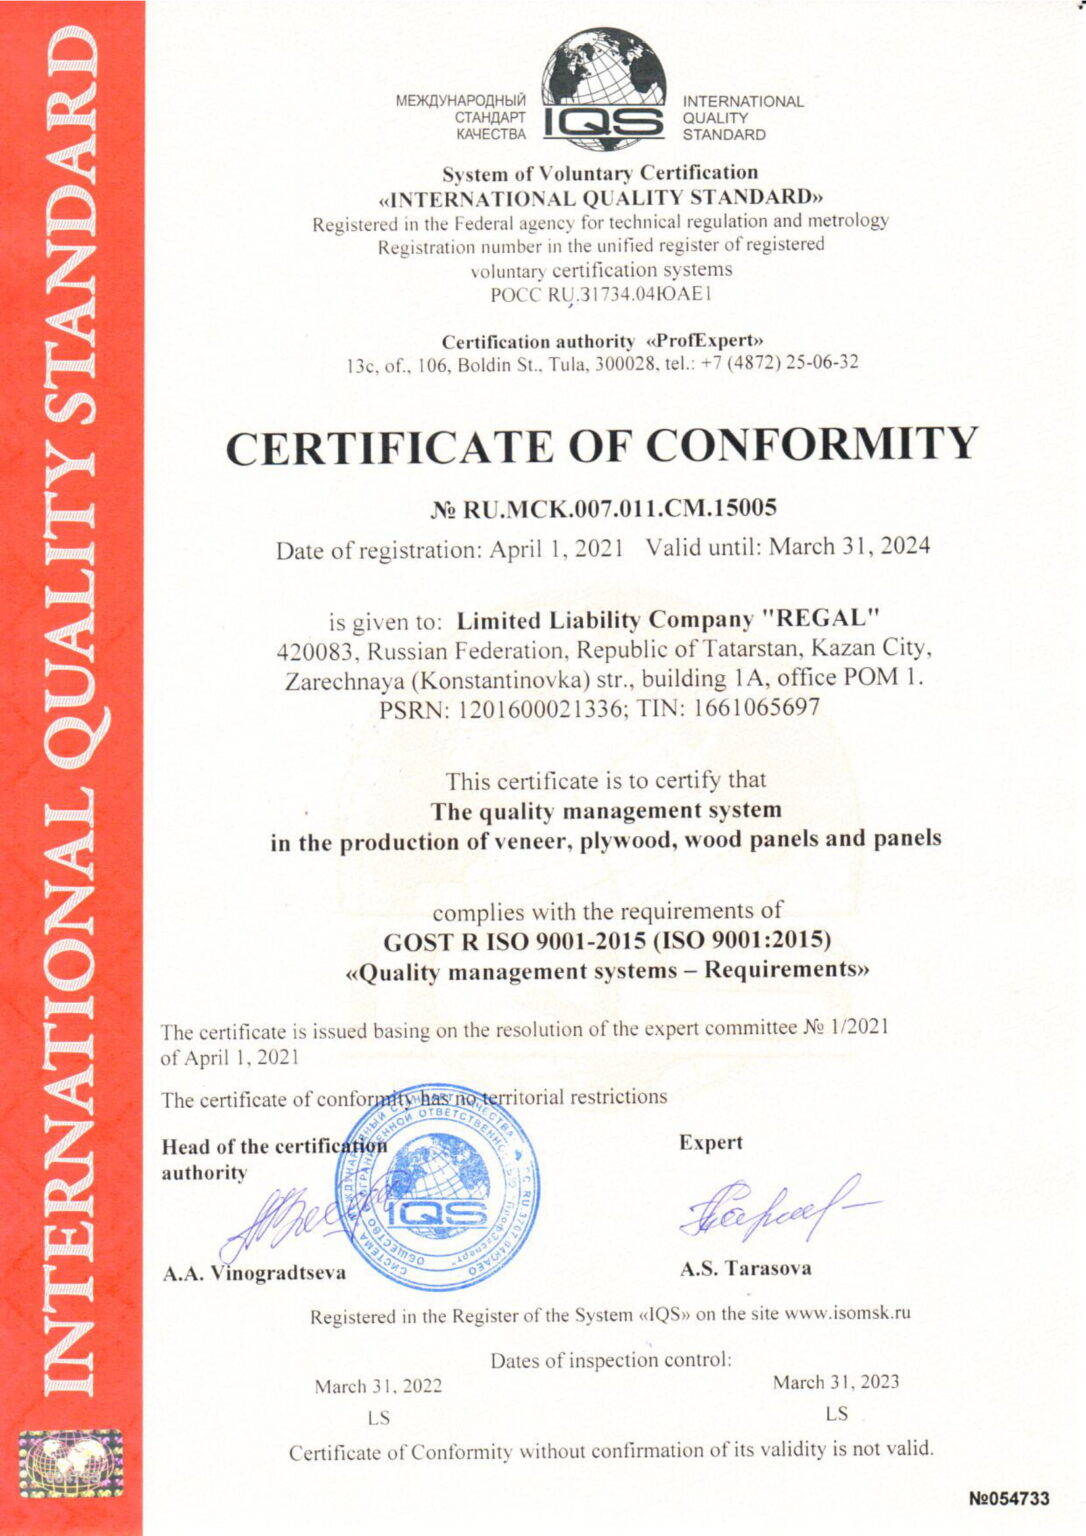 INTERNATIONAL QUALITY STANDARD
МЕЖДУНАРОДНЫЙ
СТАНДАРТ
КАЧЕСТВА
IQS
INTERNATIONAL
QUALITY
STANDARD
System of Voluntary Certification
«INTERNATIONAL QUALITY STANDARD»
Registered in the Federal agency for technical regulation and metrology
Registration number in the unified register of registered
voluntary certification systems
РОСС RU.31734.04ЮАЕ1
Certification authority «ProfExpert»
13c, of., 106, Boldin St., Tula, 300028, tel.: +7 (4872) 25-06-32
CERTIFICATE OF CONFORMITY
№ RU.MCK.007.011.CM.15005
Date of registration: April 1, 2021 Valid until: March 31, 2024
is given to: Limited Liability Company "REGAL"
420083, Russian Federation, Republic of Tatarstan, Kazan City,
Zarechnaya (Konstantinovka) str., building 1A, office POM 1.
PSRN: 1201600021336; TIN: 1661065697
This certificate is to certify that
The quality management system
in the production of veneer, plywood, wood panels and panels
complies with the requirements of
GOST R ISO 9001-2015 (ISO 9001:2015)
«Quality management systems – Requirements»
The certificate is issued basing on the resolution of the expert committee № 1/2021
of April 1, 2021
The certificate of conformity has no territorial restrictions
Head of the certification
authority
Expert
IQS
A.A. Vinogradtseva
A.S. Tarasova
Registered in the Register of the System «IQS» on the site www.isomsk.ru
Dates of inspection control:
March 31, 2022
March 31, 2023
LS
LS
Certificate of Conformity without confirmation of its validity is not valid.
№054733